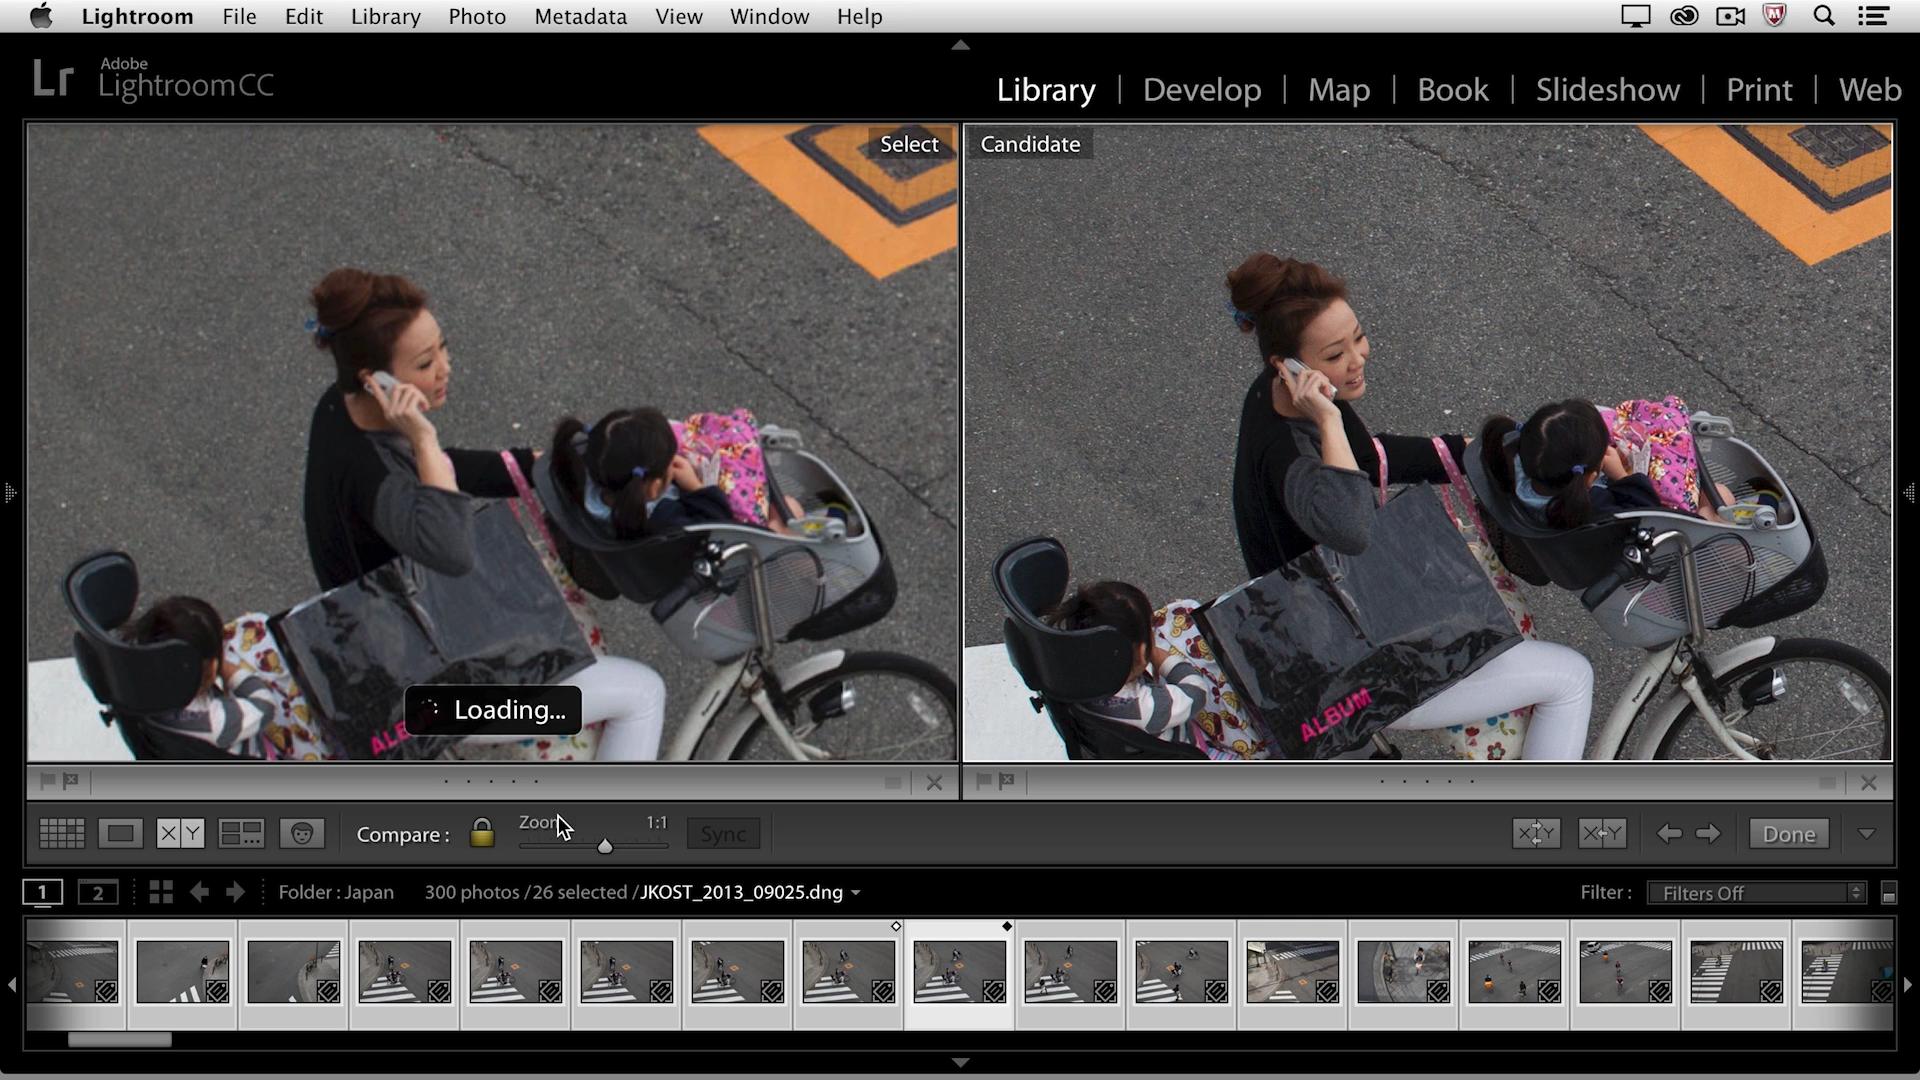 Lightroom File Edit Library Photo Metadata View Window Help
Lr Adobe
Lightroom CC
Library | Develop | Map | Book | Slideshow | Print | Web
Select
Candidate
ALBUM
Loading...
Compare : Zoom 1:1 Sync
XY
X Y
X Y
Done
1 2 Folder : Japan 300 photos / 26 selected / JKOST_2013_09025.dng Filter : Filters Off